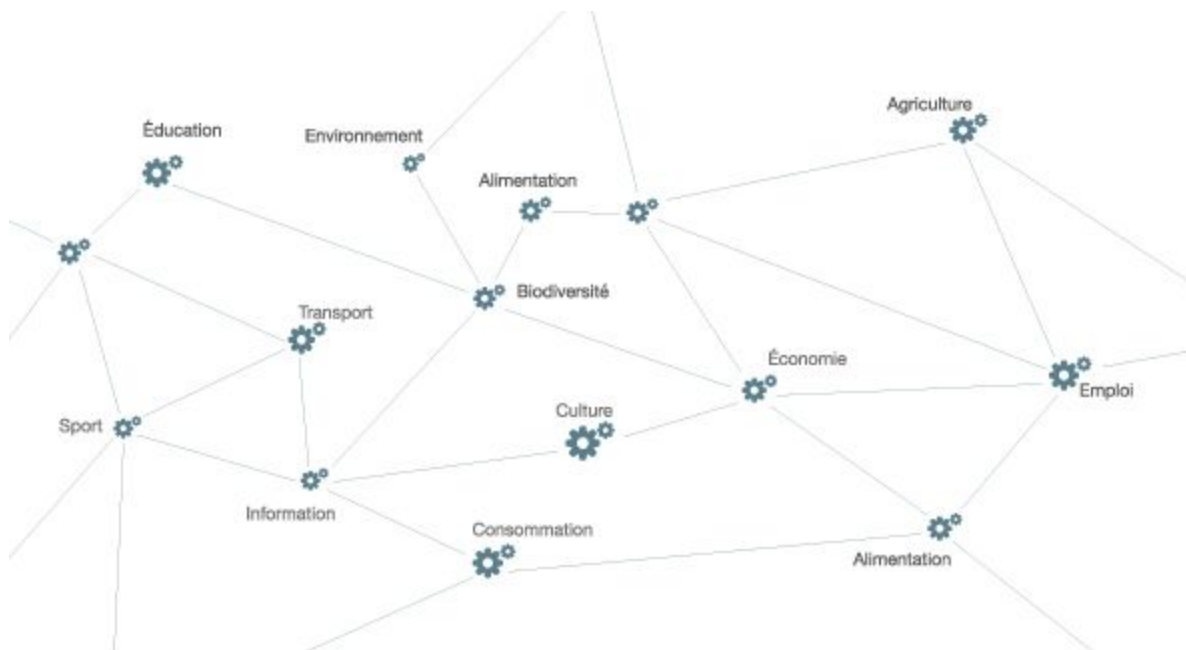 Agriculture
Éducation
Environnement
Alimentation
Biodiversité
Transport
Économie
Emploi
Culture
Sport
Information
Consommation
Alimentation